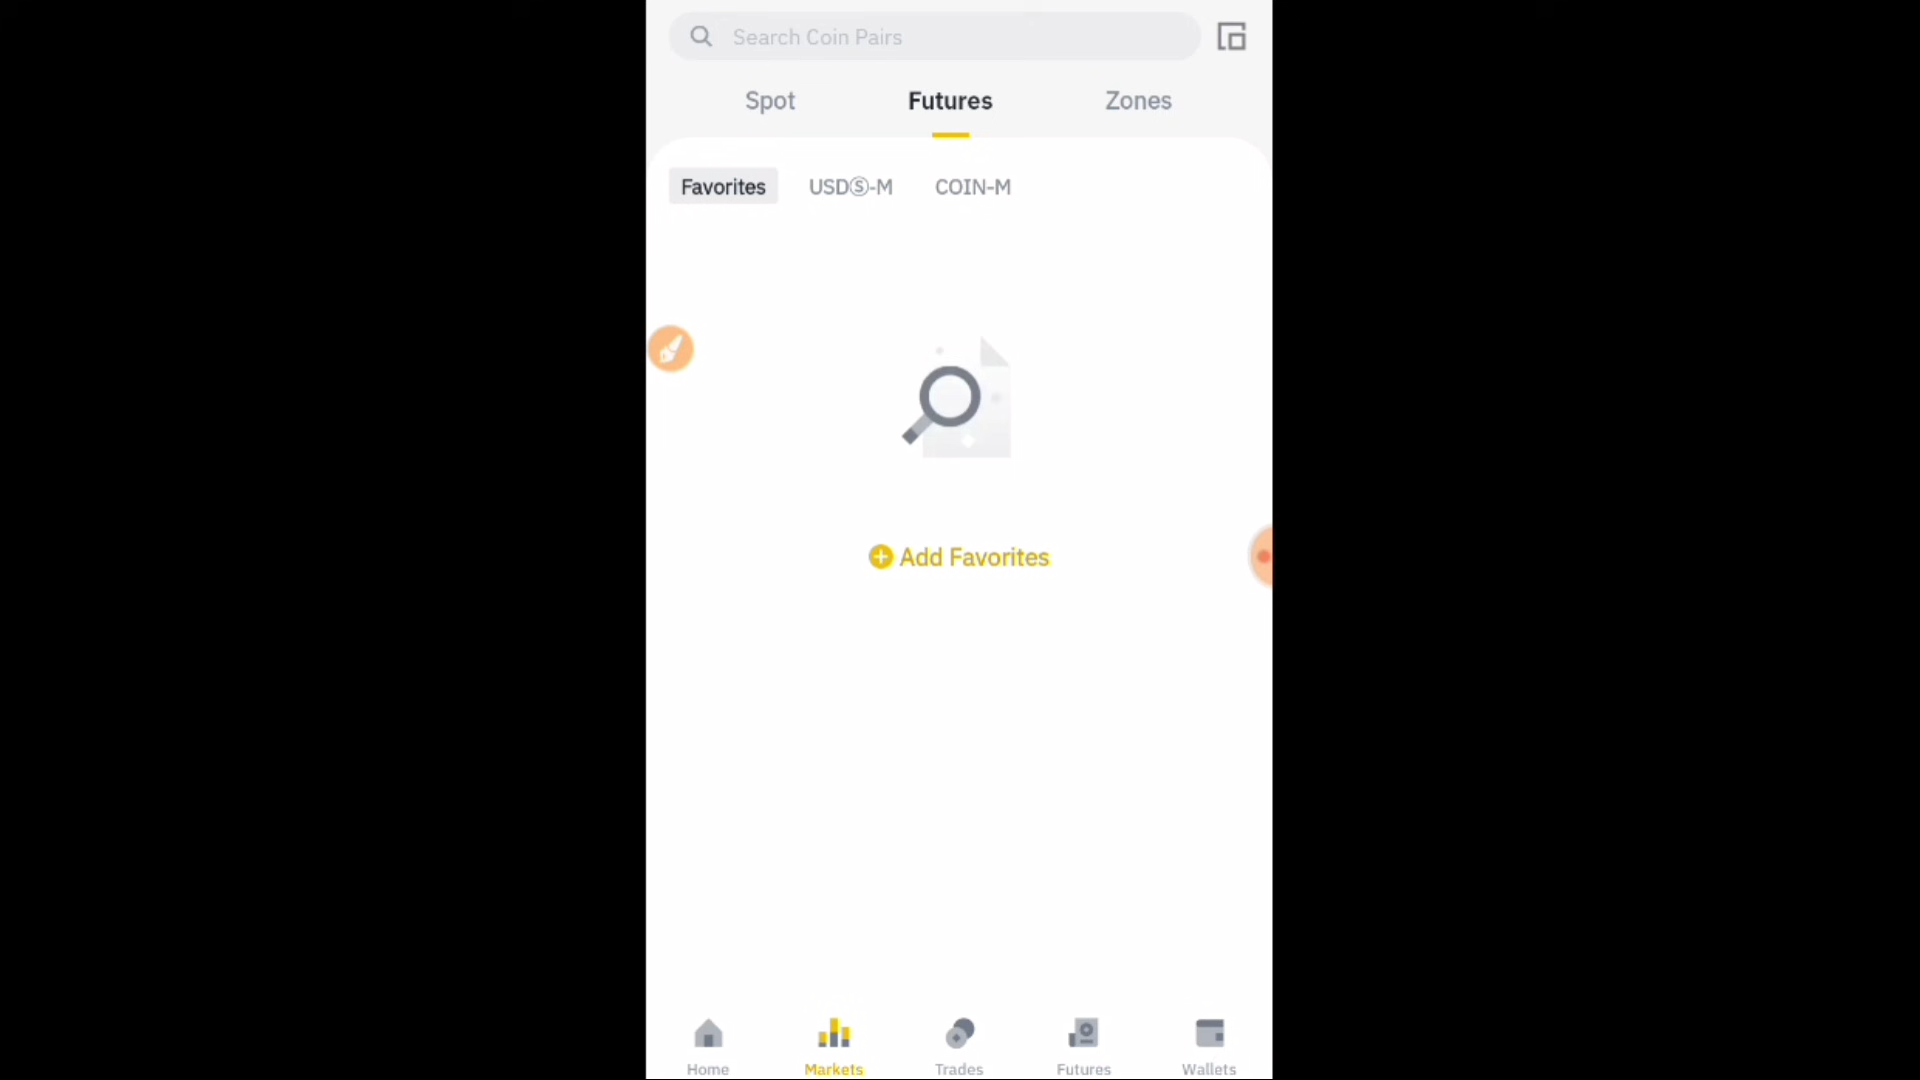 Search Coin Pairs
Spot Futures Zones
Favorites USDⓈ-M COIN-M
Add Favorites
Home Markets Trades Futures Wallets